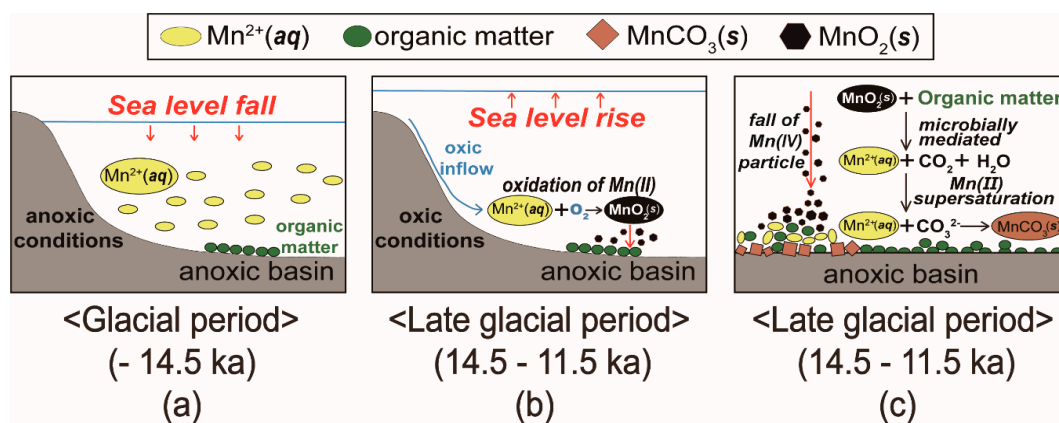 Mn²⁺(aq) organic matter MnCO₃(s) MnO₂(s)
Sea level fall
Mn²⁺(aq)
anoxic
conditions
organic
matter
anoxic basin
<Glacial period>
(- 14.5 ka)
(a)
Sea level rise
oxic
inflow
oxidation of Mn(II)
Mn²⁺(aq) + O₂ → MnO₂(s)
oxic
conditions
anoxic basin
<Late glacial period>
(14.5 - 11.5 ka)
(b)
MnO₂(s) + Organic matter
fall of
Mn(IV)
particle
microbially
mediated
Mn²⁺(aq) + CO₂ + H₂O
Mn(II)
supersaturation
Mn²⁺(aq) + CO₃²⁻ → MnCO₃(s)
anoxic basin
<Late glacial period>
(14.5 - 11.5 ka)
(c)